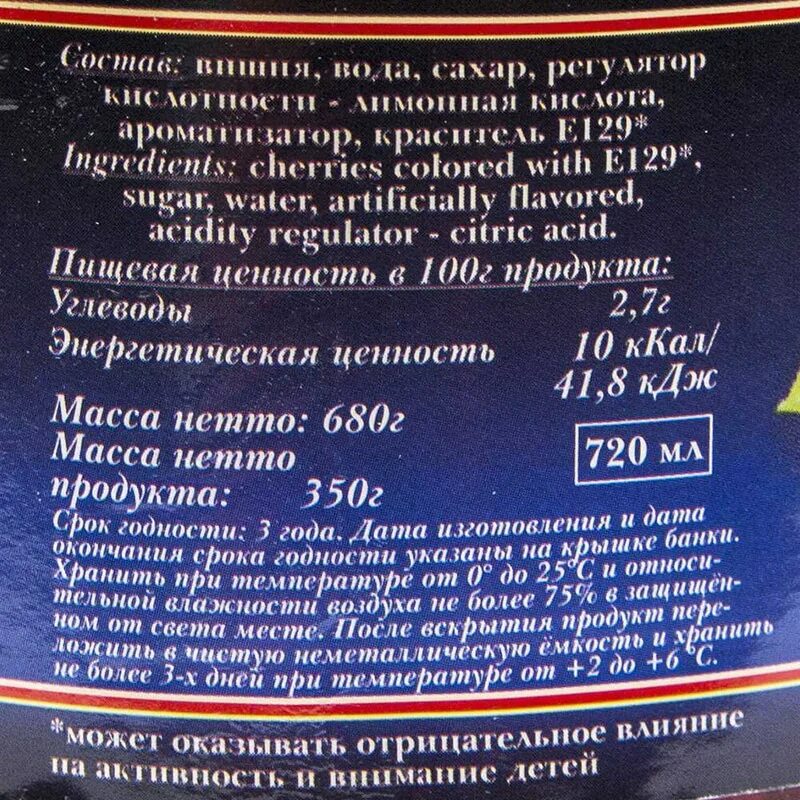 Состав: вишня, вода, сахар, регулятор
кислотности - лимонная кислота,
ароматизатор, краситель Е129*
Ingredients: cherries colored with E129*,
sugar, water, artificially flavored,
acidity regulator - citric acid.
Пищевая ценность в 100г продукта:
Углеводы 2,7г
Энергетическая ценность 10 кКал/
41,8 кДж
Масса нетто: 680г
Масса нетто
продукта: 350г
720 мл
Срок годности: 3 года. Дата изготовления и дата
окончания срока годности указаны на крышке банки.
Хранить при температуре от 0° до 25°С и относи-
тельной влажности воздуха не более 75% в защищён-
ном от света месте. После вскрытия продукт пере-
ложить в чистую неметаллическую ёмкость и хранить
не более 3-х дней при температуре от +2 до +6 °С.
*может оказывать отрицательное влияние
на активность и внимание детей